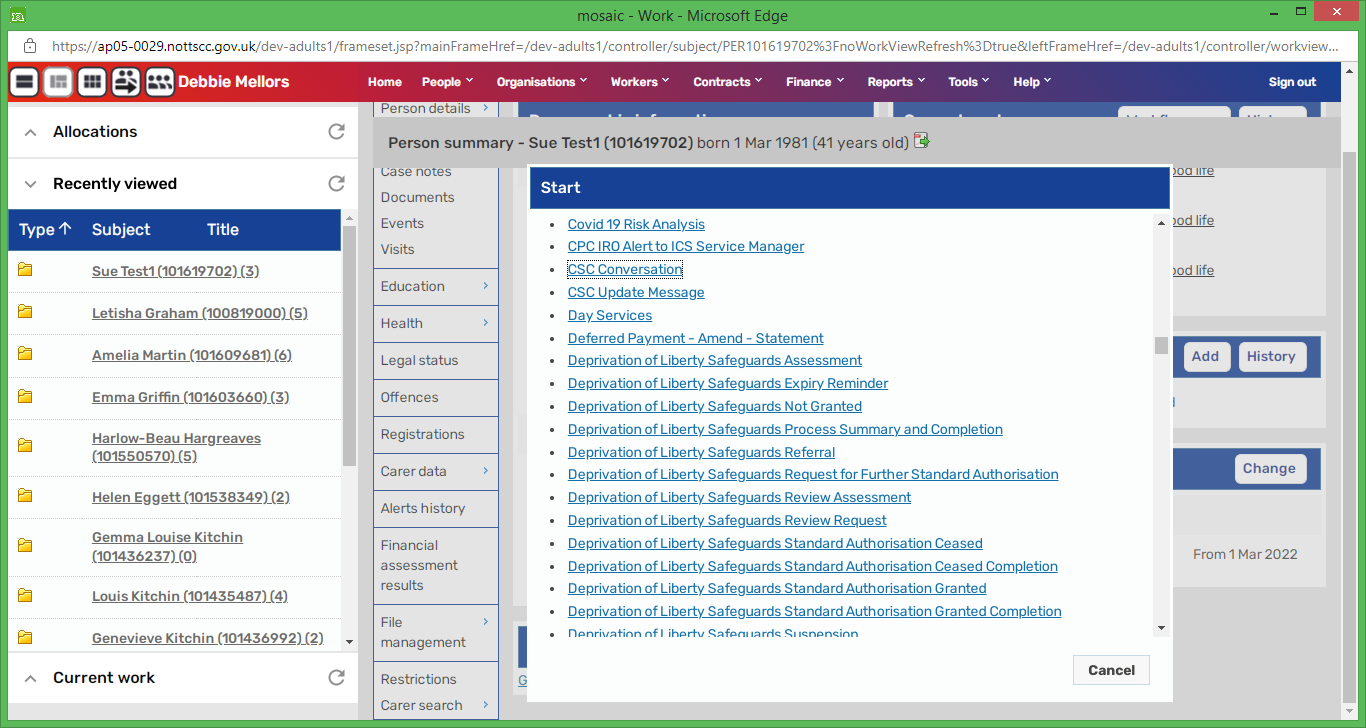 mosaic - Work - Microsoft Edge
https://ap05-0029.nottscc.gov.uk/dev-adults1/frameset.jsp?mainFrameHref=/dev-adults1/controller/subject/PER101619702%3FnoWorkViewRefresh%3Dtrue&leftFrameHref=/dev-adults1/controller/workview...
Debbie Mellors
Home People Organisations Workers Contracts Finance Reports Tools Help Sign out
Allocations
Recently viewed
Type Subject Title
Sue Test1 (101619702) (3)
Letisha Graham (100819000) (5)
Amelia Martin (101609681) (6)
Emma Griffin (101603660) (3)
Harlow-Beau Hargreaves
(101550570) (5)
Helen Eggett (101538349) (2)
Gemma Louise Kitchin
(101436237) (0)
Louis Kitchin (101435487) (4)
Genevieve Kitchin (101436992) (2)
Current work
Person details
Person summary - Sue Test1 (101619702) born 1 Mar 1981 (41 years old)
Case notes
Documents
Events
Visits
Education
Health
Legal status
Offences
Registrations
Carer data
Alerts history
Financial
assessment
results
File
management
Restrictions
Carer search
Start
Covid 19 Risk Analysis
CPC IRO Alert to ICS Service Manager
CSC Conversation
CSC Update Message
Day Services
Deferred Payment - Amend - Statement
Deprivation of Liberty Safeguards Assessment
Deprivation of Liberty Safeguards Expiry Reminder
Deprivation of Liberty Safeguards Not Granted
Deprivation of Liberty Safeguards Process Summary and Completion
Deprivation of Liberty Safeguards Referral
Deprivation of Liberty Safeguards Request for Further Standard Authorisation
Deprivation of Liberty Safeguards Review Assessment
Deprivation of Liberty Safeguards Review Request
Deprivation of Liberty Safeguards Standard Authorisation Ceased
Deprivation of Liberty Safeguards Standard Authorisation Ceased Completion
Deprivation of Liberty Safeguards Standard Authorisation Granted
Deprivation of Liberty Safeguards Standard Authorisation Granted Completion
Deprivation of Liberty Safeguards Suspension
Cancel
ood life
ood life
ood life
Add History
Change
From 1 Mar 2022